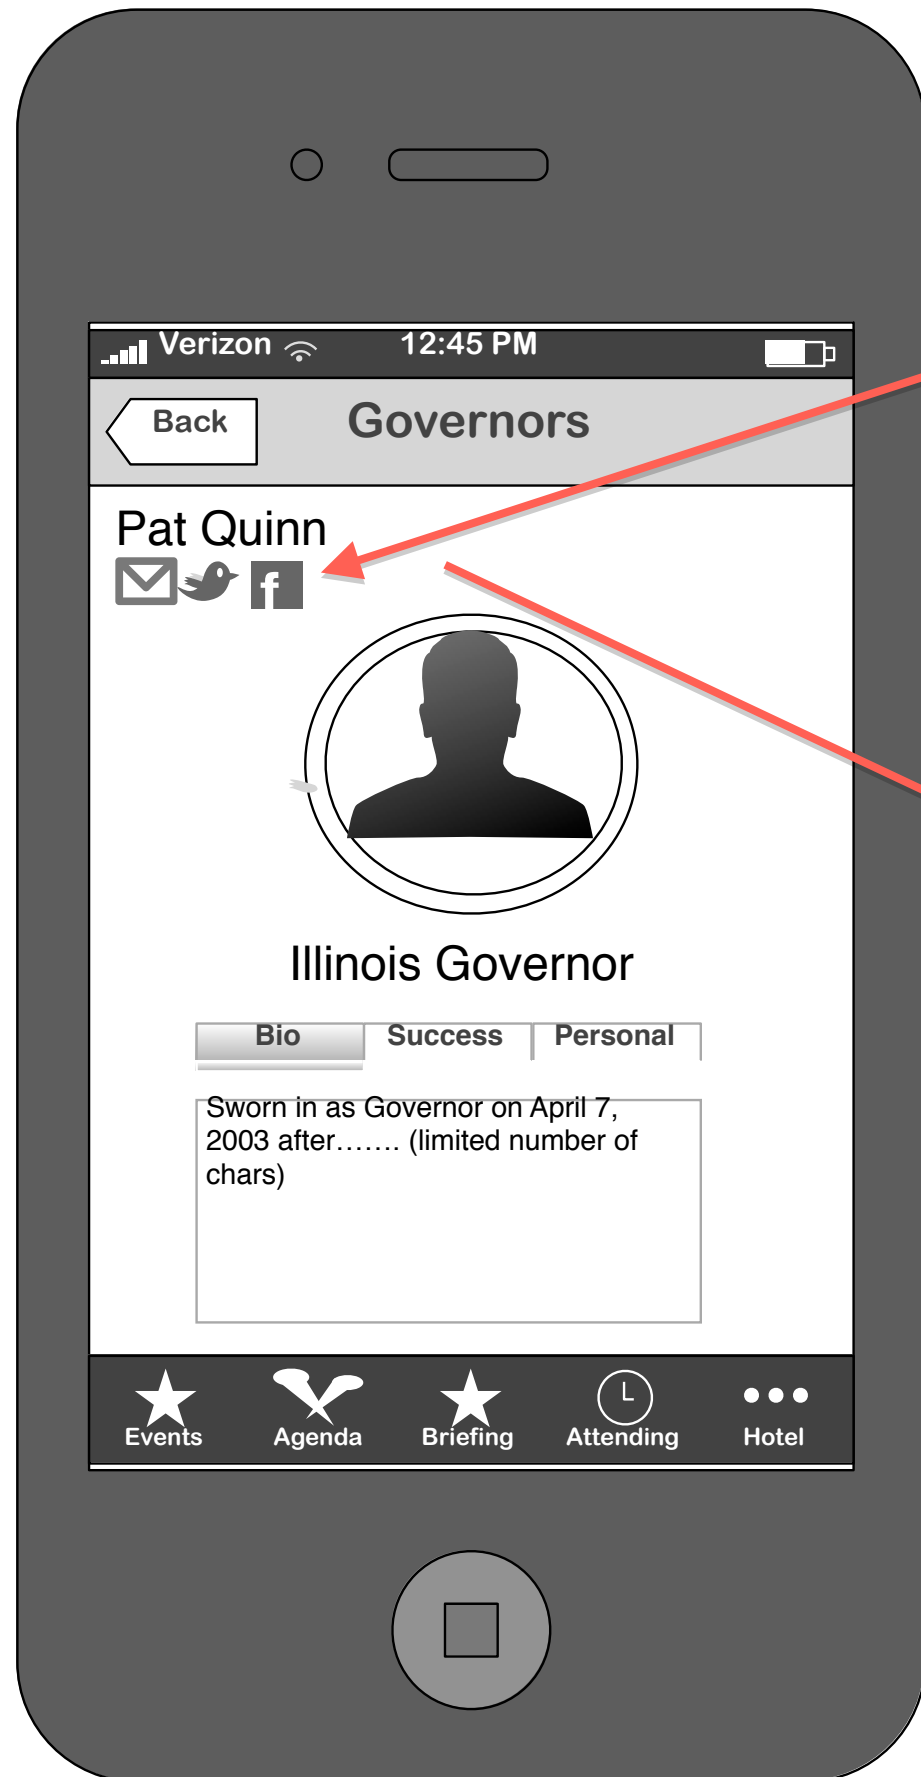 Verizon 12:45 PM
Back Governors
Pat Quinn
f
Illinois Governor
Bio Success Personal
Sworn in as Governor on April 7,
2003 after....... (limited number of
chars)
Events Agenda Briefing Attending Hotel